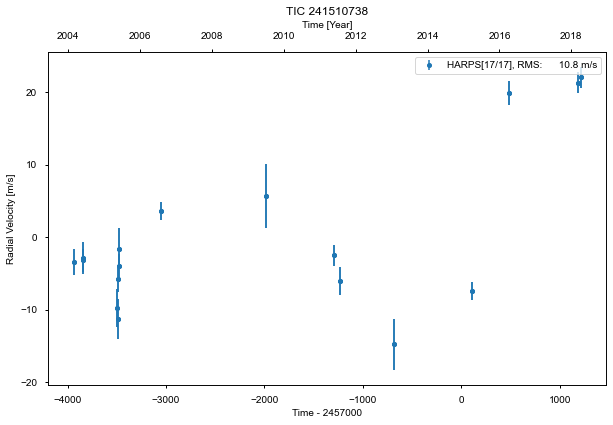 TIC 241510738
Time [Year]
2004 2006 2008 2010 2012 2014 2016 2018
HARPS[17/17], RMS: 10.8 m/s
20
10
0
−10
−20
Radial Velocity [m/s]
−4000 −3000 −2000 −1000 0 1000
Time - 2457000